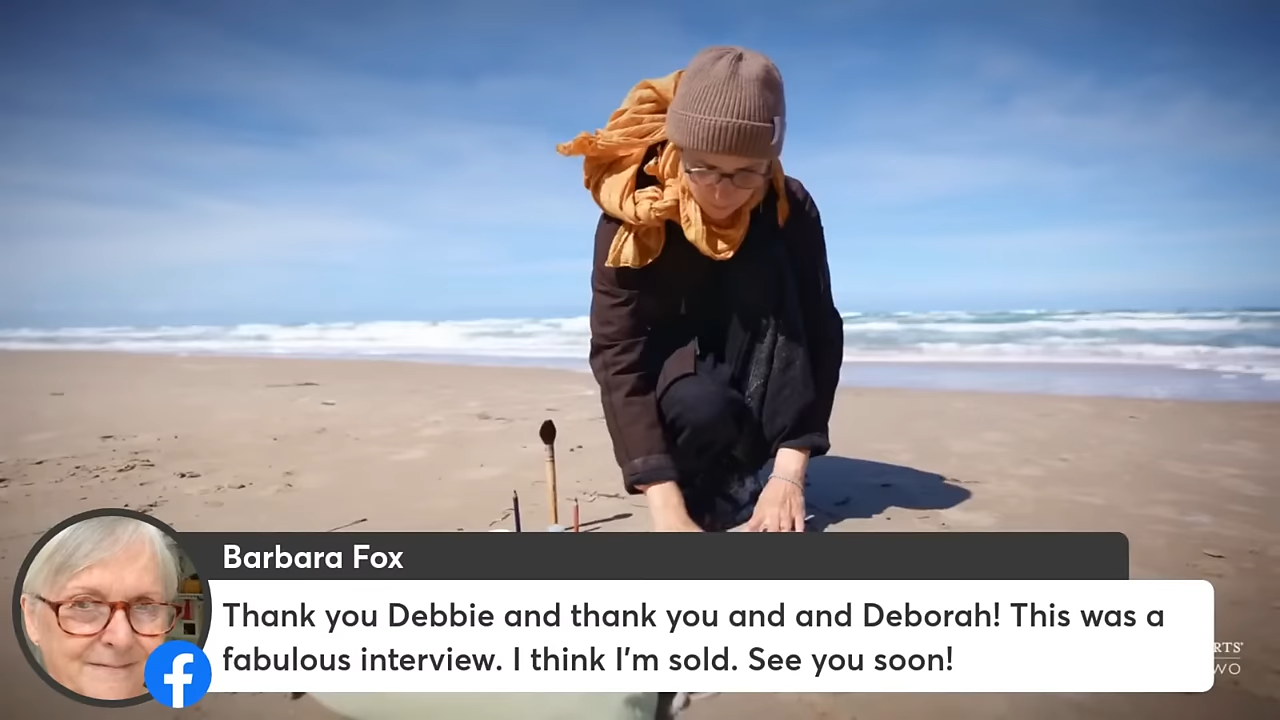 Barbara Fox
Thank you Debbie and thank you and and Deborah! This was a
fabulous interview. I think I'm sold. See you soon!